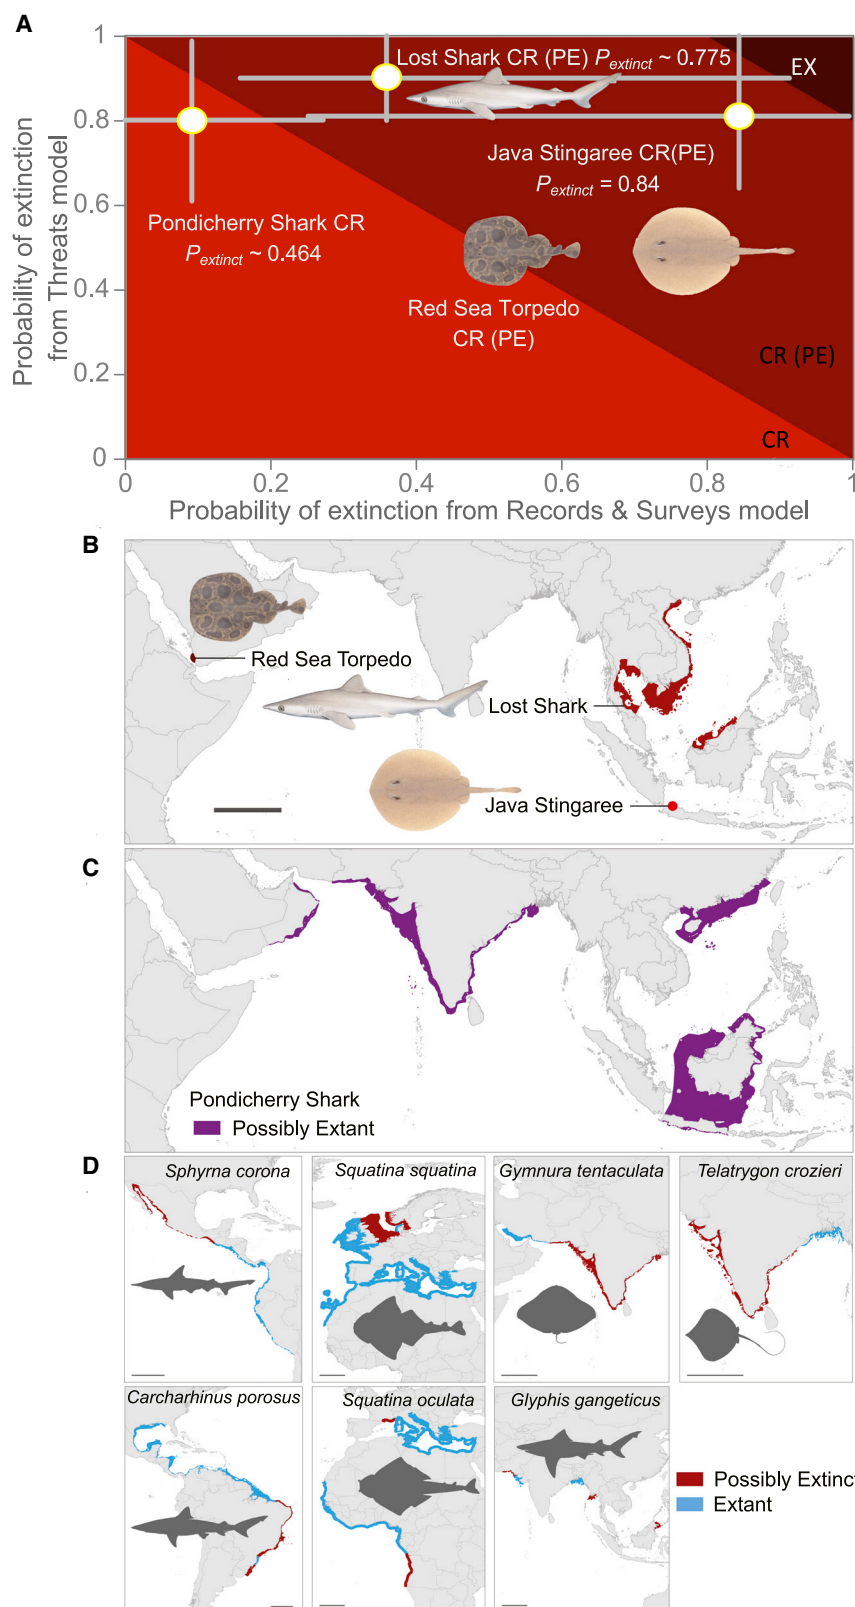 A
1
0.8
0.6
0.4
0.2
0
Probability of extinction
from Threats model
Lost Shark CR (PE) Pextinct ~ 0.775
EX
Java Stingaree CR(PE)
Pextinct = 0.84
Pondicherry Shark CR
Pextinct ~ 0.464
Red Sea Torpedo
CR (PE)
CR (PE)
CR
0 0.2 0.4 0.6 0.8 1
Probability of extinction from Records & Surveys model
B
Red Sea Torpedo
Lost Shark
Java Stingaree
C
Pondicherry Shark
Possibly Extant
D
Sphyrna corona
Squatina squatina
Gymnura tentaculata
Telatrygon crozieri
Carcharhinus porosus
Squatina oculata
Glyphis gangeticus
Possibly Extinc
Extant